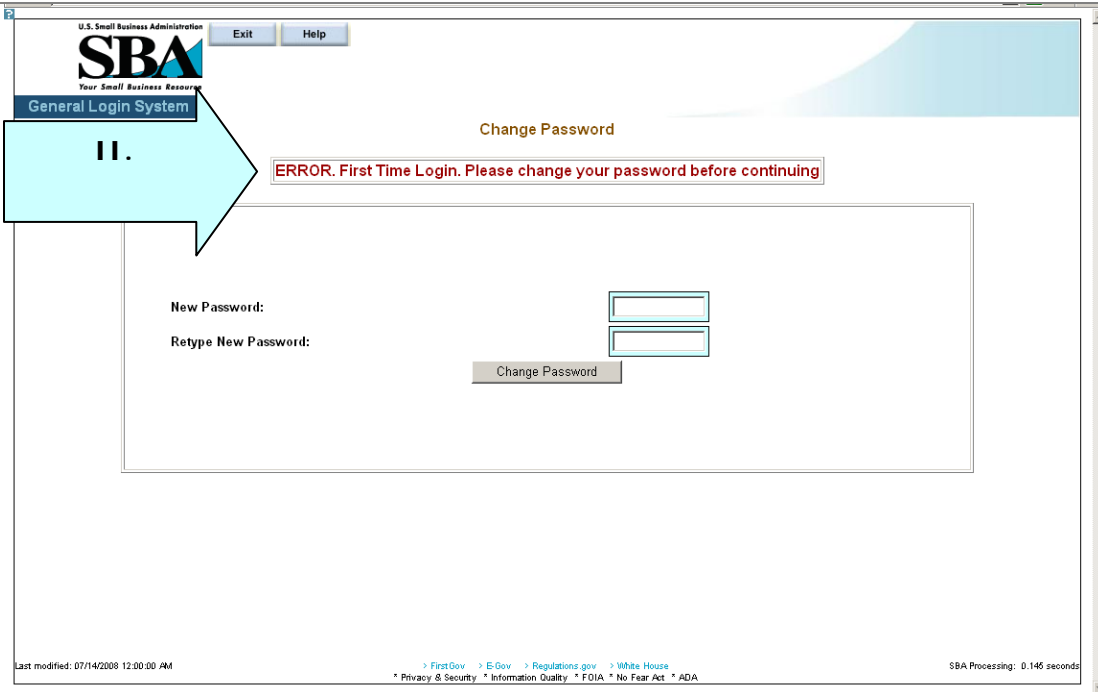 ?
U.S. Small Business Administration
SBA
Your Small Business Resource
Exit Help
General Login System
Change Password
II.
ERROR. First Time Login. Please change your password before continuing
New Password:
Retype New Password:
Change Password
Last modified: 07/14/2008 12:00:00 AM
> FirstGov > E-Gov > Regulations.gov > White House
* Privacy & Security * Information Quality * FOIA * No Fear Act * ADA
SBA Processing: 0.145 seconds